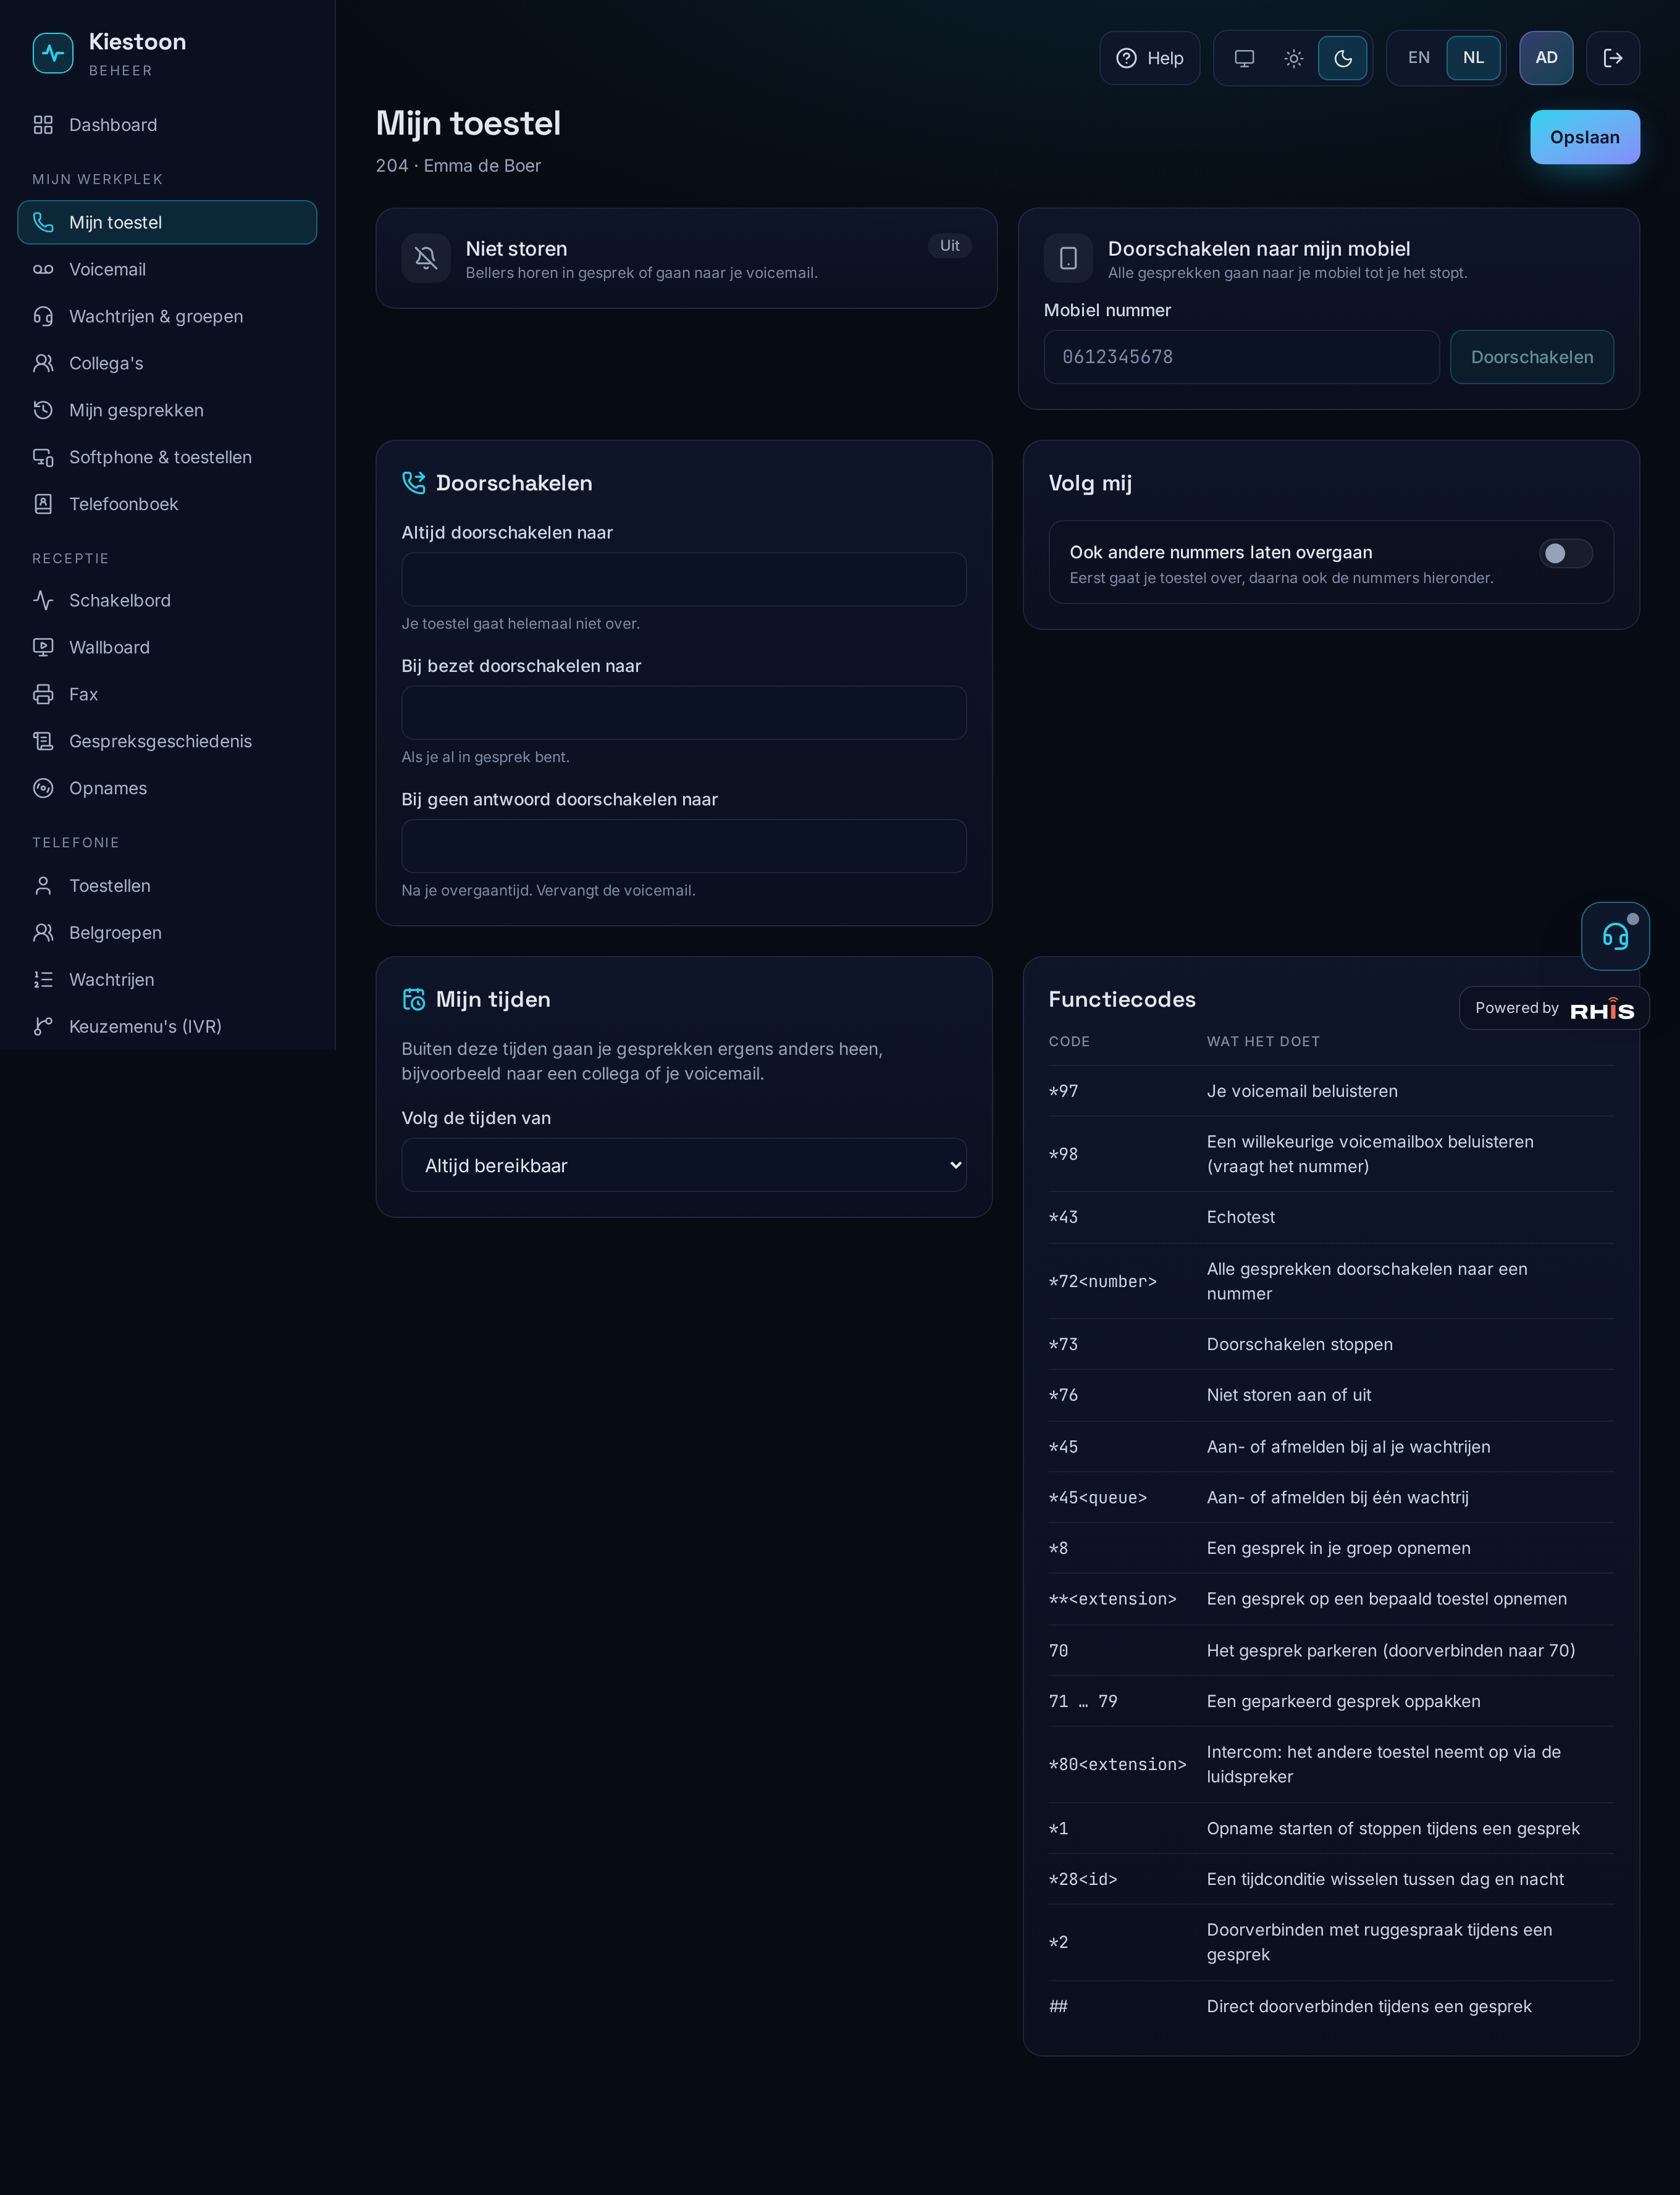 Kiestoon
BEHEER
Dashboard
MIJN WERKPLEK
Mijn toestel
Voicemail
Wachtrijen & groepen
Collega's
Mijn gesprekken
Softphone & toestellen
Telefoonboek
RECEPTIE
Schakelbord
Wallboard
Fax
Gespreksgeschiedenis
Opnames
TELEFONIE
Toestellen
Belgroepen
Wachtrijen
Keuzemenu's (IVR)
Help
EN
NL
AD
Mijn toestel
204 · Emma de Boer
Opslaan
Niet storen
Uit
Bellers horen in gesprek of gaan naar je voicemail.
Doorschakelen naar mijn mobiel
Alle gesprekken gaan naar je mobiel tot je het stopt.
Mobiel nummer
0612345678
Doorschakelen
Doorschakelen
Altijd doorschakelen naar
Je toestel gaat helemaal niet over.
Bij bezet doorschakelen naar
Als je al in gesprek bent.
Bij geen antwoord doorschakelen naar
Na je overgaantijd. Vervangt de voicemail.
Volg mij
Ook andere nummers laten overgaan
Eerst gaat je toestel over, daarna ook de nummers hieronder.
Mijn tijden
Buiten deze tijden gaan je gesprekken ergens anders heen,
bijvoorbeeld naar een collega of je voicemail.
Volg de tijden van
Altijd bereikbaar
Functiecodes
Powered by RHIS
CODE WAT HET DOET
*97 Je voicemail beluisteren
*98 Een willekeurige voicemailbox beluisteren
(vraagt het nummer)
*43 Echotest
*72<number> Alle gesprekken doorschakelen naar een
nummer
*73 Doorschakelen stoppen
*76 Niet storen aan of uit
*45 Aan- of afmelden bij al je wachtrijen
*45<queue> Aan- of afmelden bij één wachtrij
*8 Een gesprek in je groep opnemen
**<extension> Een gesprek op een bepaald toestel opnemen
70 Het gesprek parkeren (doorverbinden naar 70)
71 … 79 Een geparkeerd gesprek oppakken
*80<extension> Intercom: het andere toestel neemt op via de
luidspreker
*1 Opname starten of stoppen tijdens een gesprek
*28<id> Een tijdconditie wisselen tussen dag en nacht
*2 Doorverbinden met ruggespraak tijdens een
gesprek
## Direct doorverbinden tijdens een gesprek